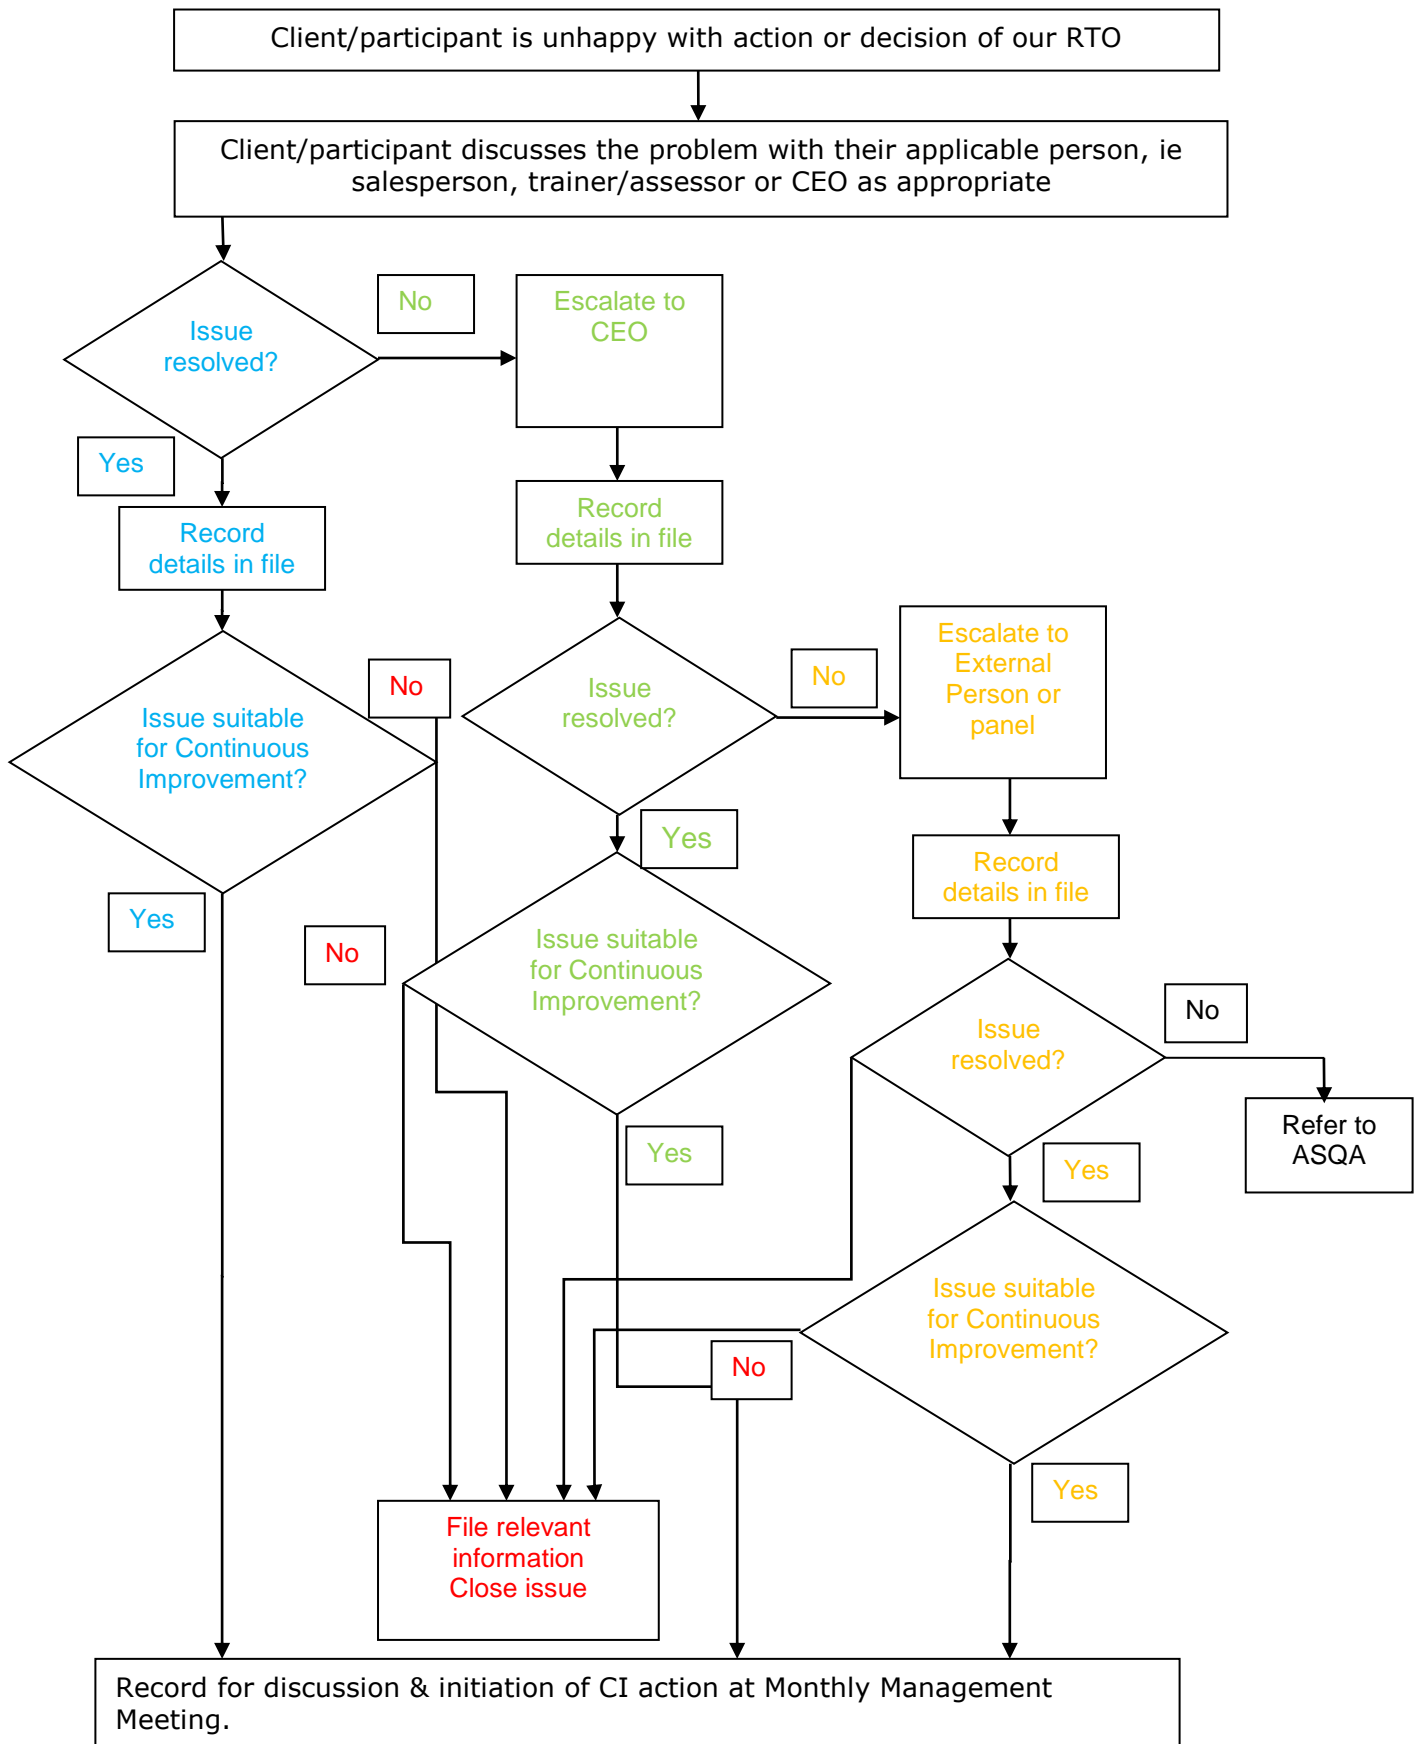 Client/participant is unhappy with action or decision of our RTO
Client/participant discusses the problem with their applicable person, ie
salesperson, trainer/assessor or CEO as appropriate
No
Escalate to
CEO
Issue
resolved?
Yes
Record
details in file
Record
details in file
Escalate to
External
Person or
panel
No
No
Issue
resolved?
Issue suitable
for Continuous
Improvement?
Yes
Record
details in file
Yes
No
Issue suitable
for Continuous
Improvement?
No
Issue
resolved?
Refer to
ASQA
Yes
Yes
Issue suitable
for Continuous
Improvement?
No
Yes
File relevant
information
Close issue
Record for discussion & initiation of CI action at Monthly Management
Meeting.